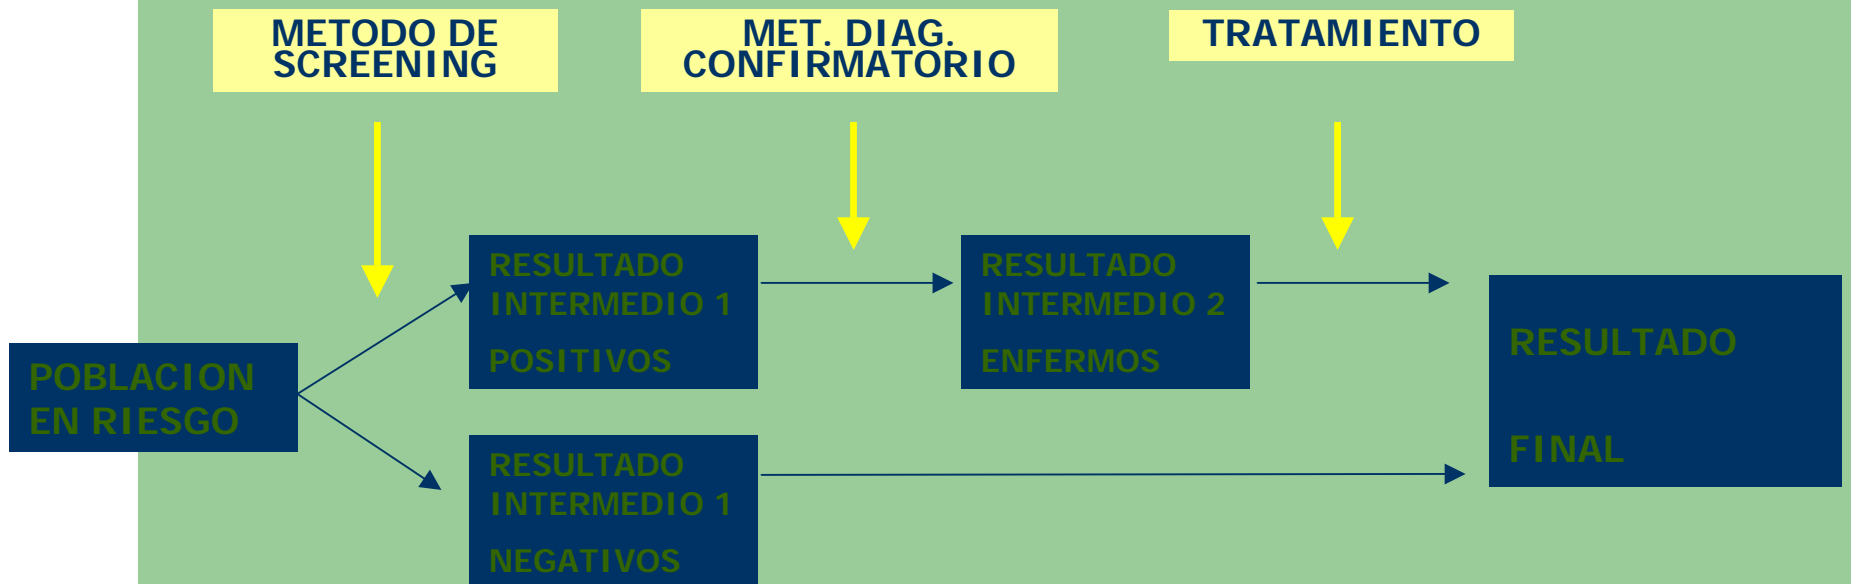 METODO DE
SCREENING
MET. DIAG.
CONFIRMATORIO
TRATAMIENTO
POBLACION
EN RIESGO
RESULTADO
INTERMEDIO 1
POSITIVOS
RESULTADO
INTERMEDIO 2
ENFERMOS
RESULTADO
INTERMEDIO 1
NEGATIVOS
RESULTADO
FINAL